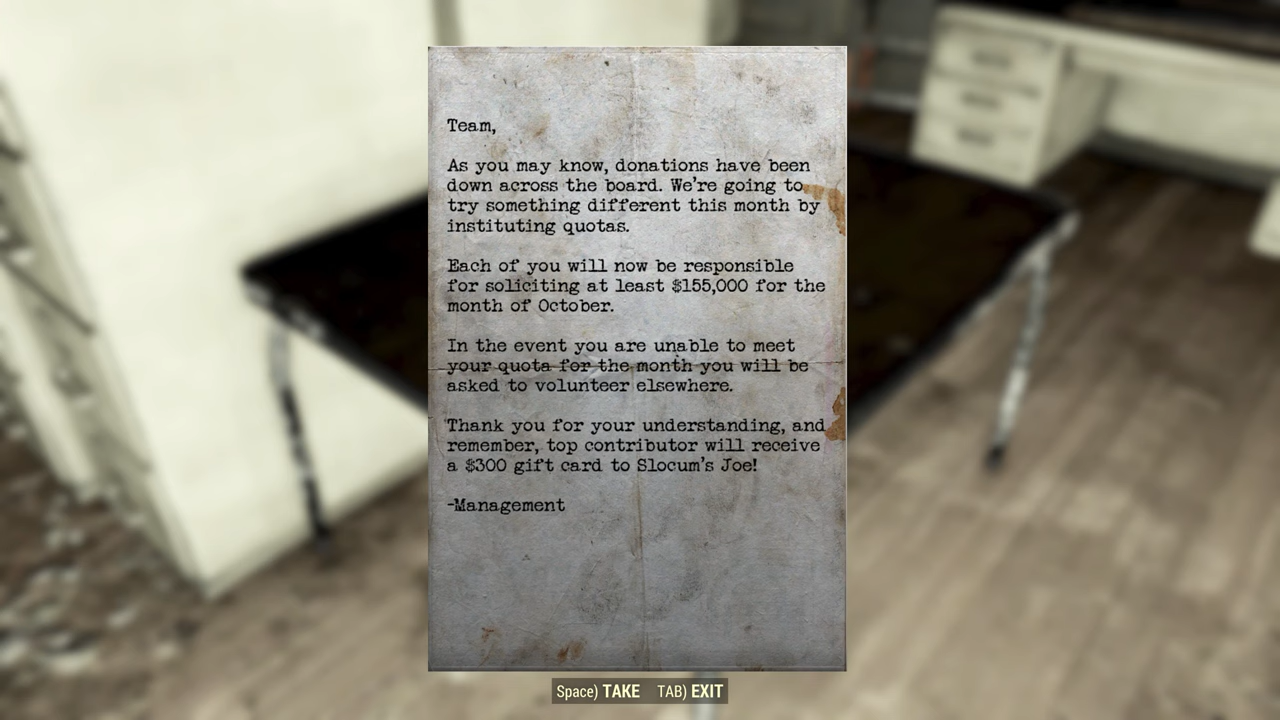 Team,
As you may know, donations have been
down across the board. We're going to
try something different this month by
instituting quotas.
Each of you will now be responsible
for soliciting at least $155,000 for the
month of October.
In the event you are unable to meet
your quota for the month you will be
asked to volunteer elsewhere.
Thank you for your understanding, and
remember, top contributor will receive
a $300 gift card to Slocum's Joe!
-Management
Space) TAKE TAB) EXIT